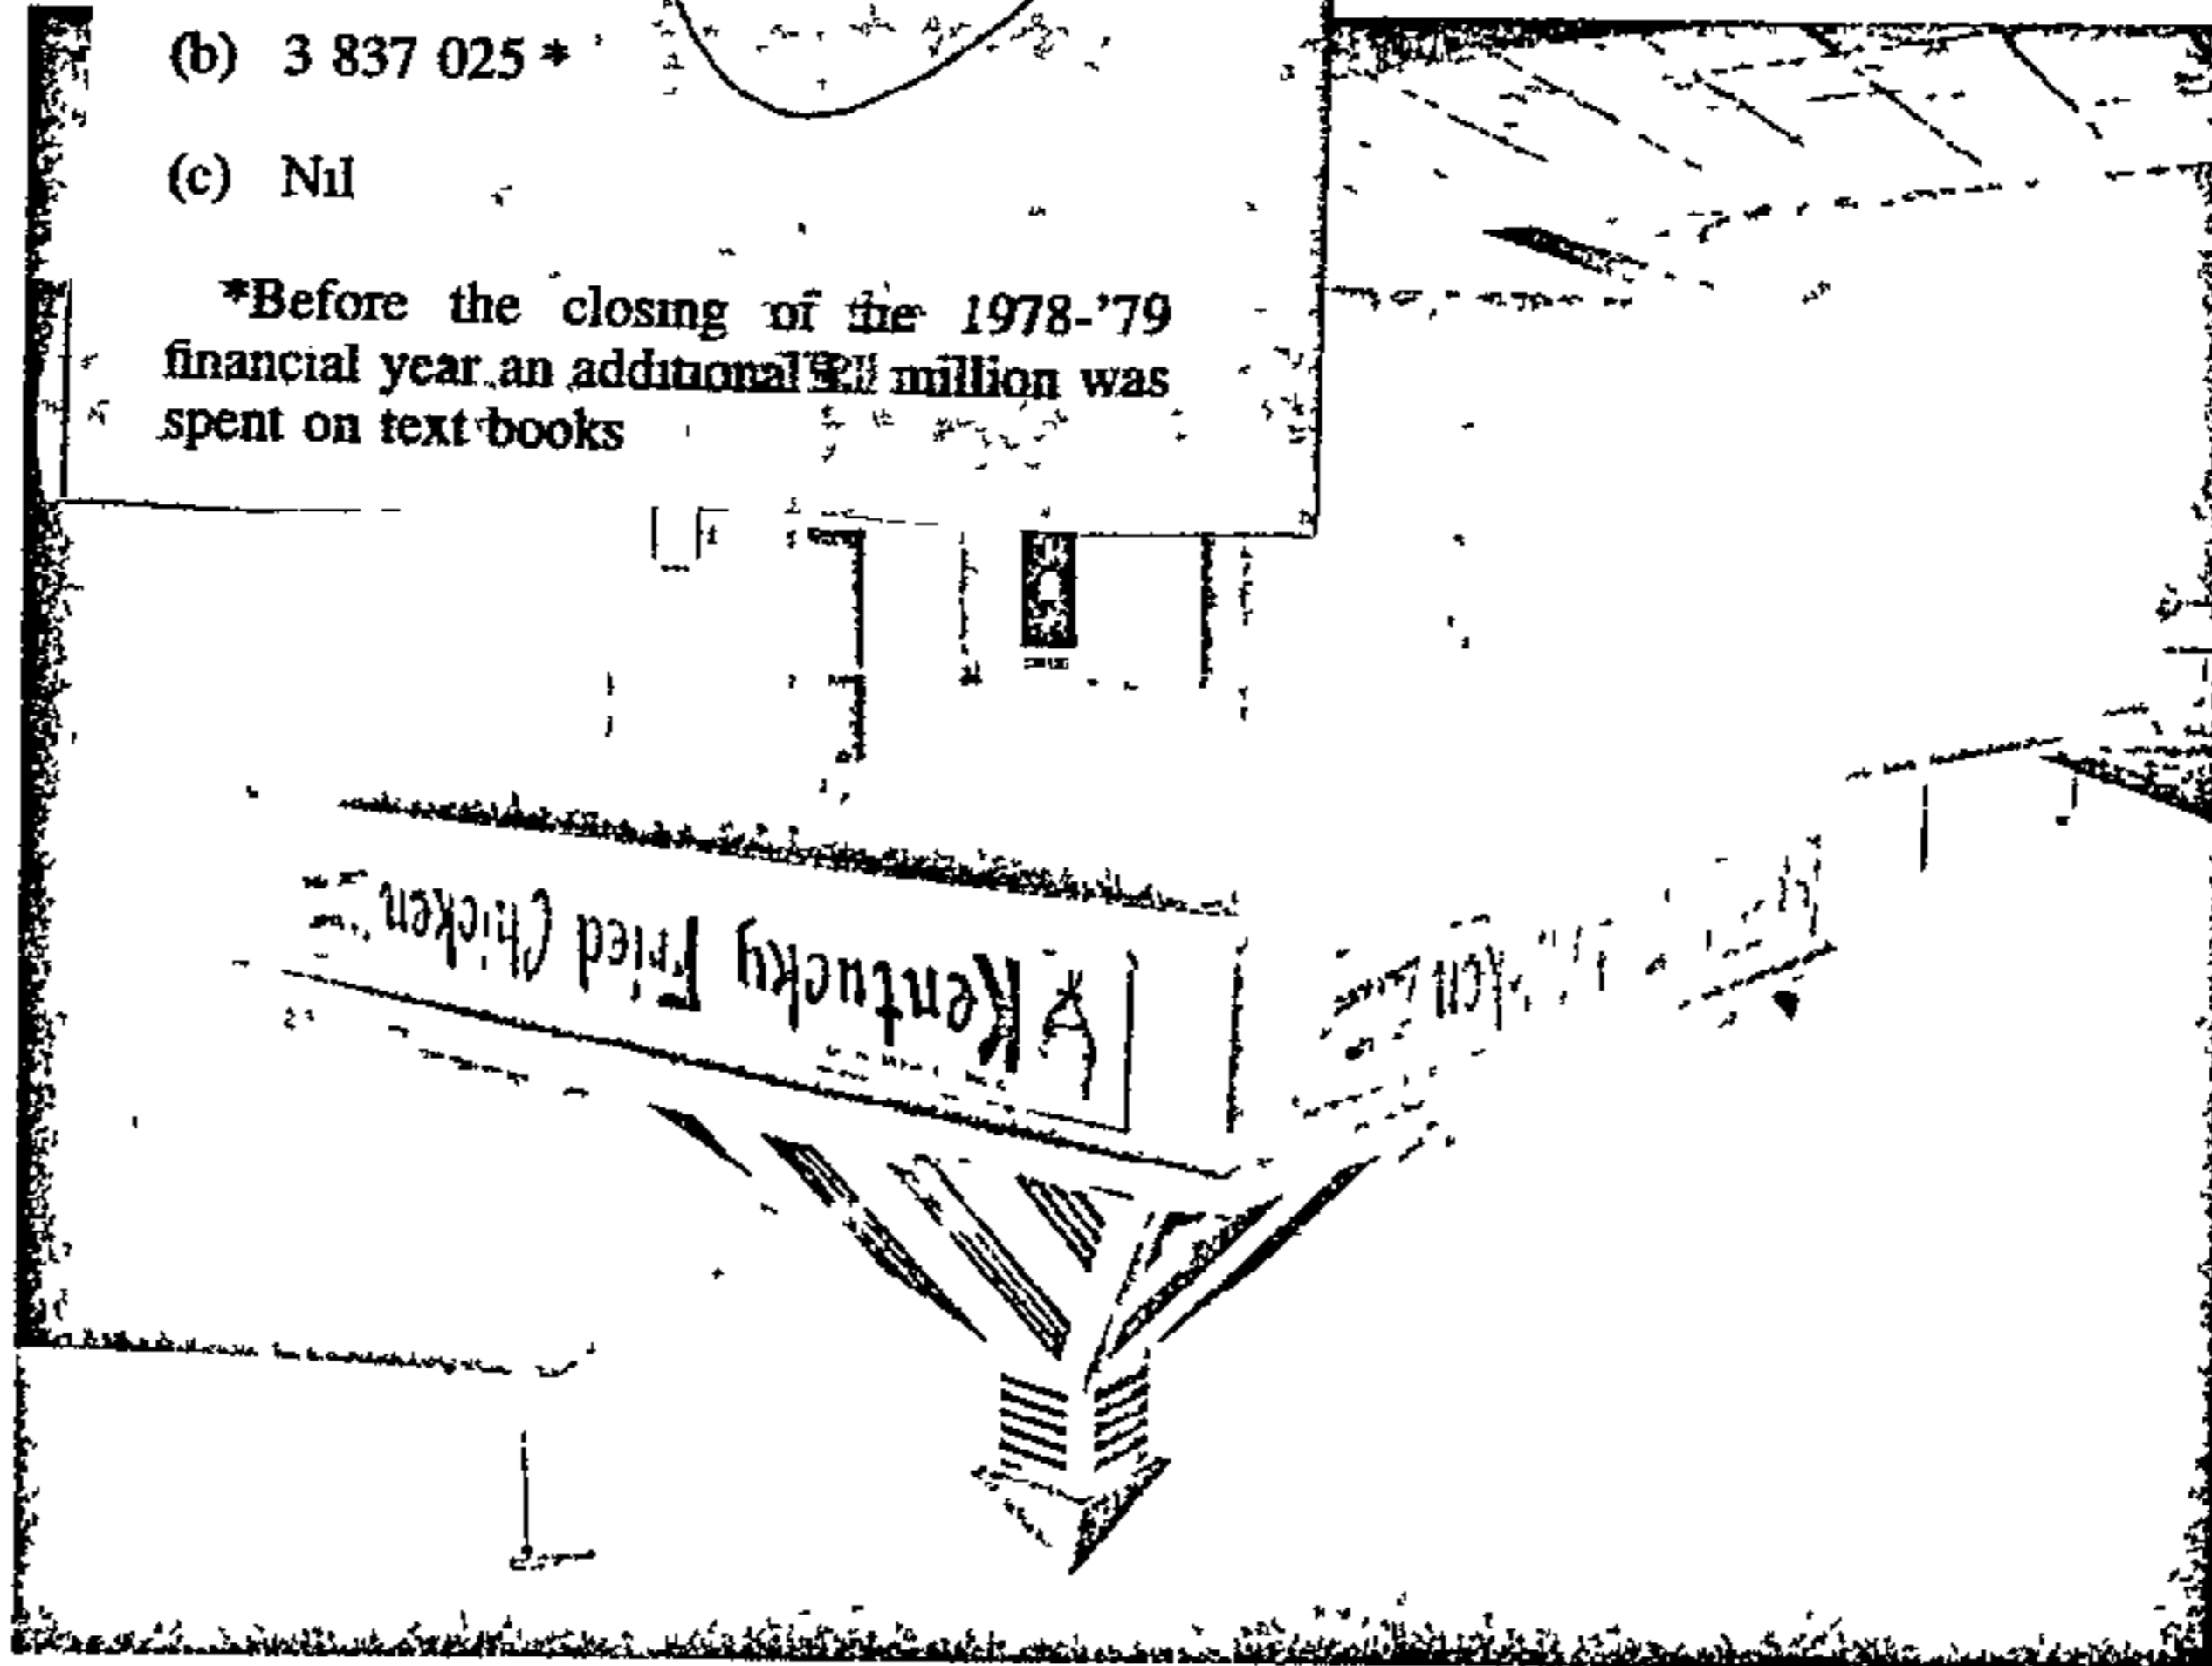 (b) 3 837 025 *
(c) Nil
*Before the closing of the 1978-'79
financial year an additional million was
spent on text books
Kentucky Fried Chicken